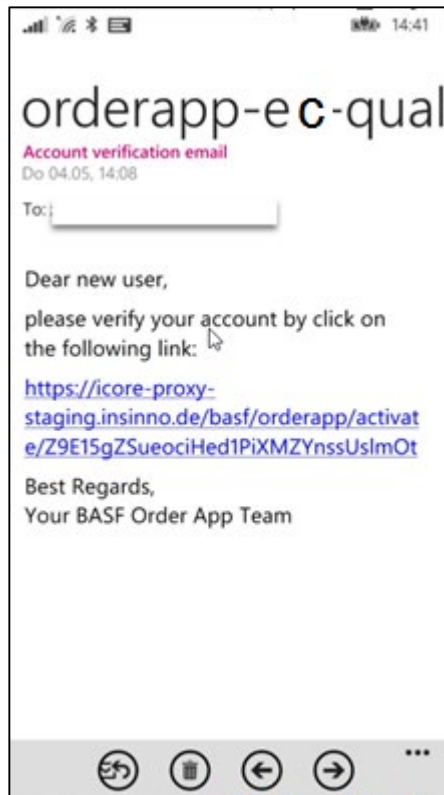 14:41
orderapp-ec-qual
Account verification email
Do 04.05, 14:08
To:
Dear new user,
please verify your account by click on
the following link:
https://icore-proxy-
staging.insinno.de/basf/orderapp/activat
e/Z9E15gZSueociHed1PiXMZYnssUslmOt
Best Regards,
Your BASF Order App Team